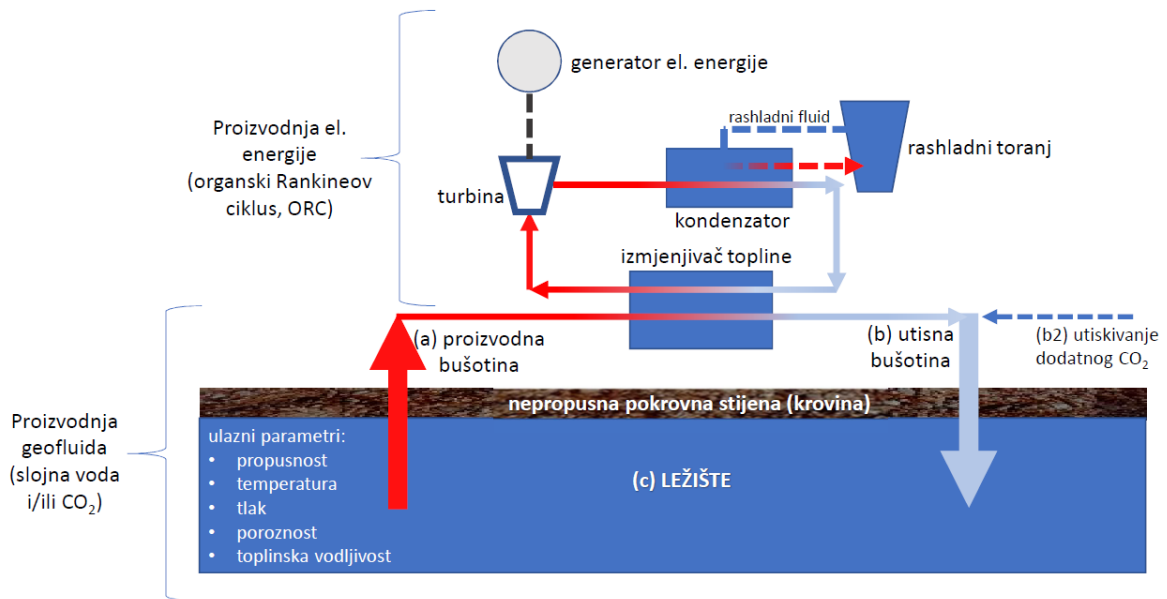 generator el. energije
Proizvodnja el.
energije
(organski Rankineov
ciklus, ORC)
rashladni fluid
rashladni toranj
turbina
kondenzator
izmjenjivač topline
(a) proizvodna
bušotina
(b) utisna
bušotina
(b2) utiskivanje
dodatnog CO₂
nepropusna pokrovna stijena (krovina)
Proizvodnja
geofluida
(slojna voda
i/ili CO₂)
ulazni parametri:
• propusnost
• temperatura
• tlak
• poroznost
• toplinska vodljivost
(c) LEŽIŠTE